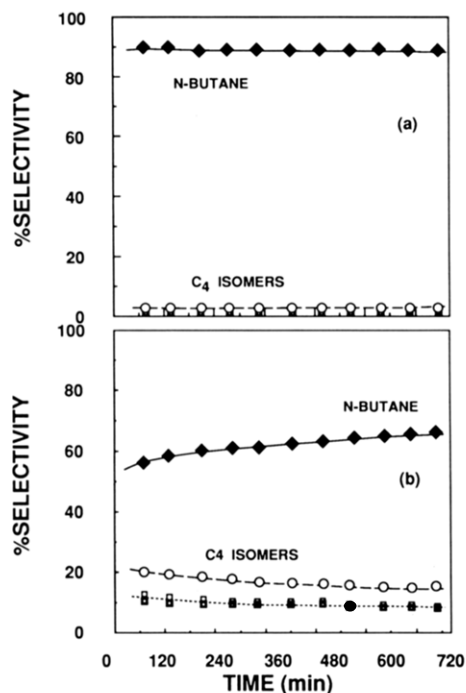 100
80
60
40
20
0
%SELECTIVITY
N-BUTANE
(a)
C4 ISOMERS
100
80
60
40
20
0
%SELECTIVITY
N-BUTANE
(b)
C4 ISOMERS
0 120 240 360 480 600 720
TIME (min)